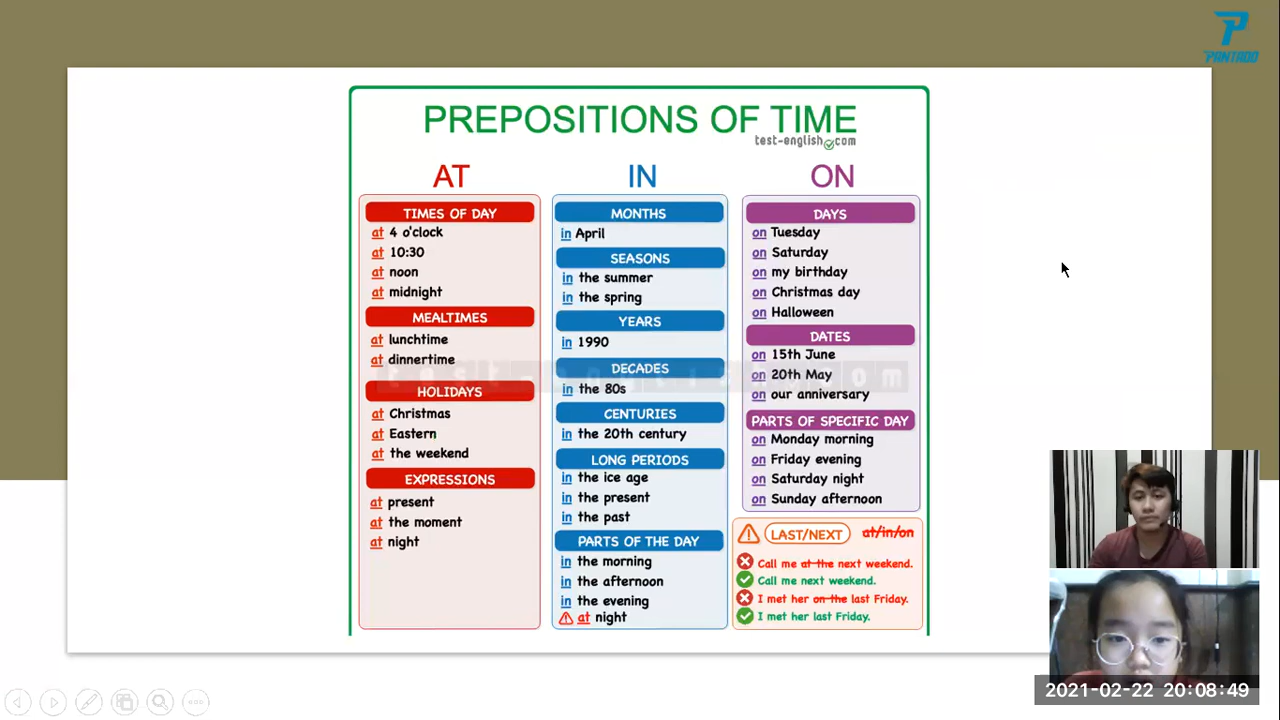 PANTADO
PREPOSITIONS OF TIME
test-english.com
AT
TIMES OF DAY
at 4 o'clock
at 10:30
at noon
at midnight
MEALTIMES
at lunchtime
at dinnertime
HOLIDAYS
at Christmas
at Eastern
at the weekend
EXPRESSIONS
at present
at the moment
at night
IN
MONTHS
in April
SEASONS
in the summer
in the spring
YEARS
in 1990
DECADES
in the 80s
CENTURIES
in the 20th century
LONG PERIODS
in the ice age
in the present
in the past
PARTS OF THE DAY
in the morning
in the afternoon
in the evening
at night
ON
DAYS
on Tuesday
on Saturday
on my birthday
on Christmas day
on Halloween
DATES
on 15th June
on 20th May
on our anniversary
PARTS OF SPECIFIC DAY
on Monday morning
on Friday evening
on Saturday night
on Sunday afternoon
LAST/NEXT at/in/on
Call me at the next weekend.
Call me next weekend.
I met her on the last Friday.
I met her last Friday.
test-english.com
2021-02-22 20:08:49